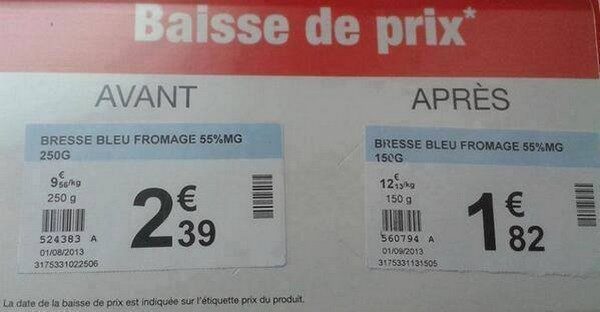 Baisse de prix*
AVANT
BRESSE BLEU FROMAGE 55%MG
250G
9€56/kg
250 g
2€39
524383 A
01/08/2013
3175331022506
APRÈS
BRESSE BLEU FROMAGE 55%MG
150G
12€13/kg
150 g
1€82
560794 A
01/09/2013
3175331131505
La date de la baisse de prix est indiquée sur l'étiquette prix du produit.